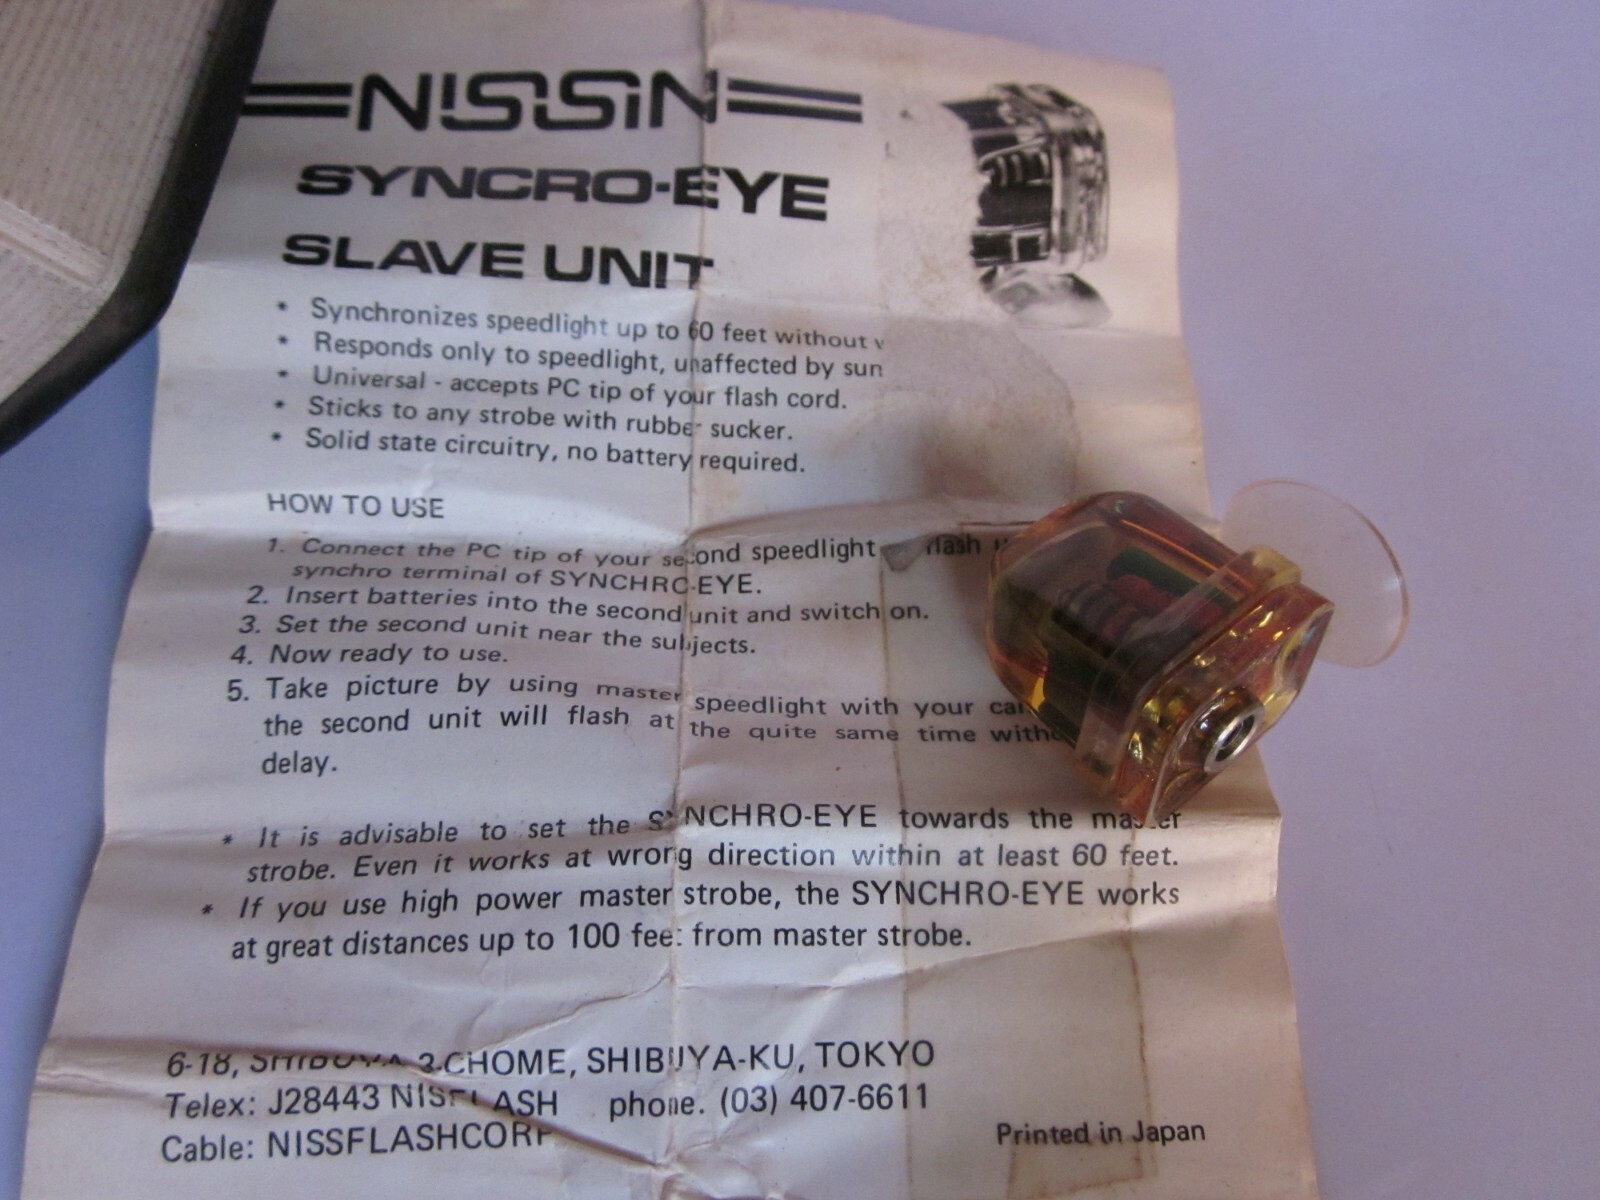 NISSIN
SYNCRO-EYE
SLAVE UNIT
* Synchronizes speedlight up to 60 feet without
* Responds only to speedlight, unaffected by sun
* Universal - accepts PC tip of your flash cord.
* Sticks to any strobe with rubber sucker.
* Solid state circuitry, no battery required.
HOW TO USE
1. Connect the PC tip of your second speedlight flash
synchro terminal of SYNCHRO-EYE.
2. Insert batteries into the second unit and switch on.
3. Set the second unit near the subjects.
4. Now ready to use.
5. Take picture by using master speedlight with your
the second unit will flash at the quite same time
delay.
* It is advisable to set the SYNCHRO-EYE towards the master
strobe. Even it works at wrong direction within at least 60 feet.
* If you use high power master strobe, the SYNCHRO-EYE works
at great distances up to 100 feet from master strobe.
6-18, SHIBUYA 3-CHOME, SHIBUYA-KU, TOKYO
Telex: J28443 NISFLASH phone. (03) 407-6611
Cable: NISSFLASHCORP
Printed in Japan